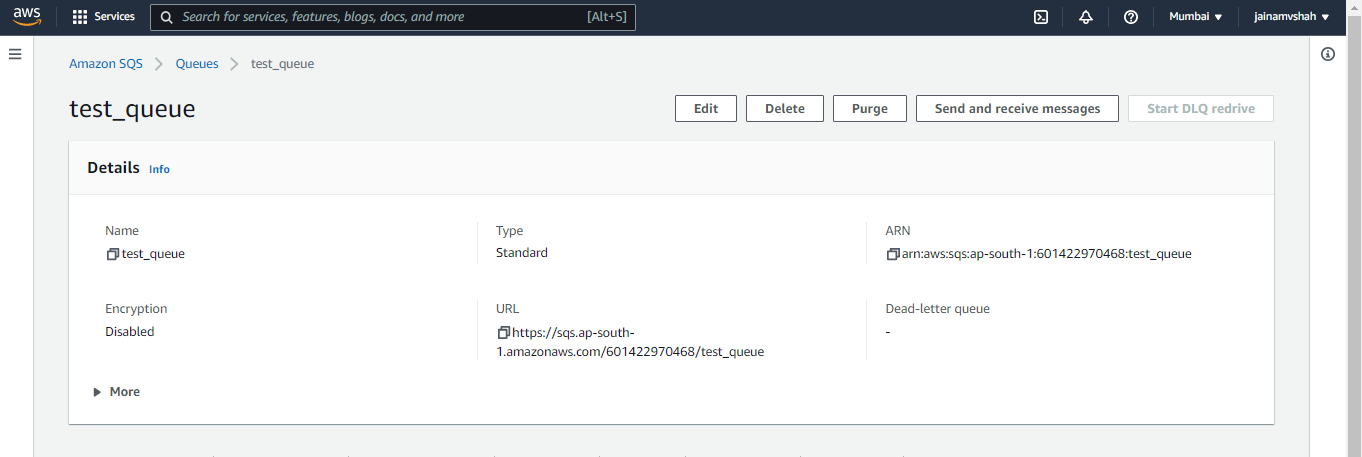 aws
Services
Search for services, features, blogs, docs, and more [Alt+S]
Mumbai
jainamvshah
Amazon SQS
Queues
test_queue
test_queue
Edit
Delete
Purge
Send and receive messages
Start DLQ redrive
Details Info
Name
test_queue
Type
Standard
ARN
arn:aws:sqs:ap-south-1:601422970468:test_queue
Encryption
Disabled
URL
https://sqs.ap-south-
1.amazonaws.com/601422970468/test_queue
Dead-letter queue
-
More